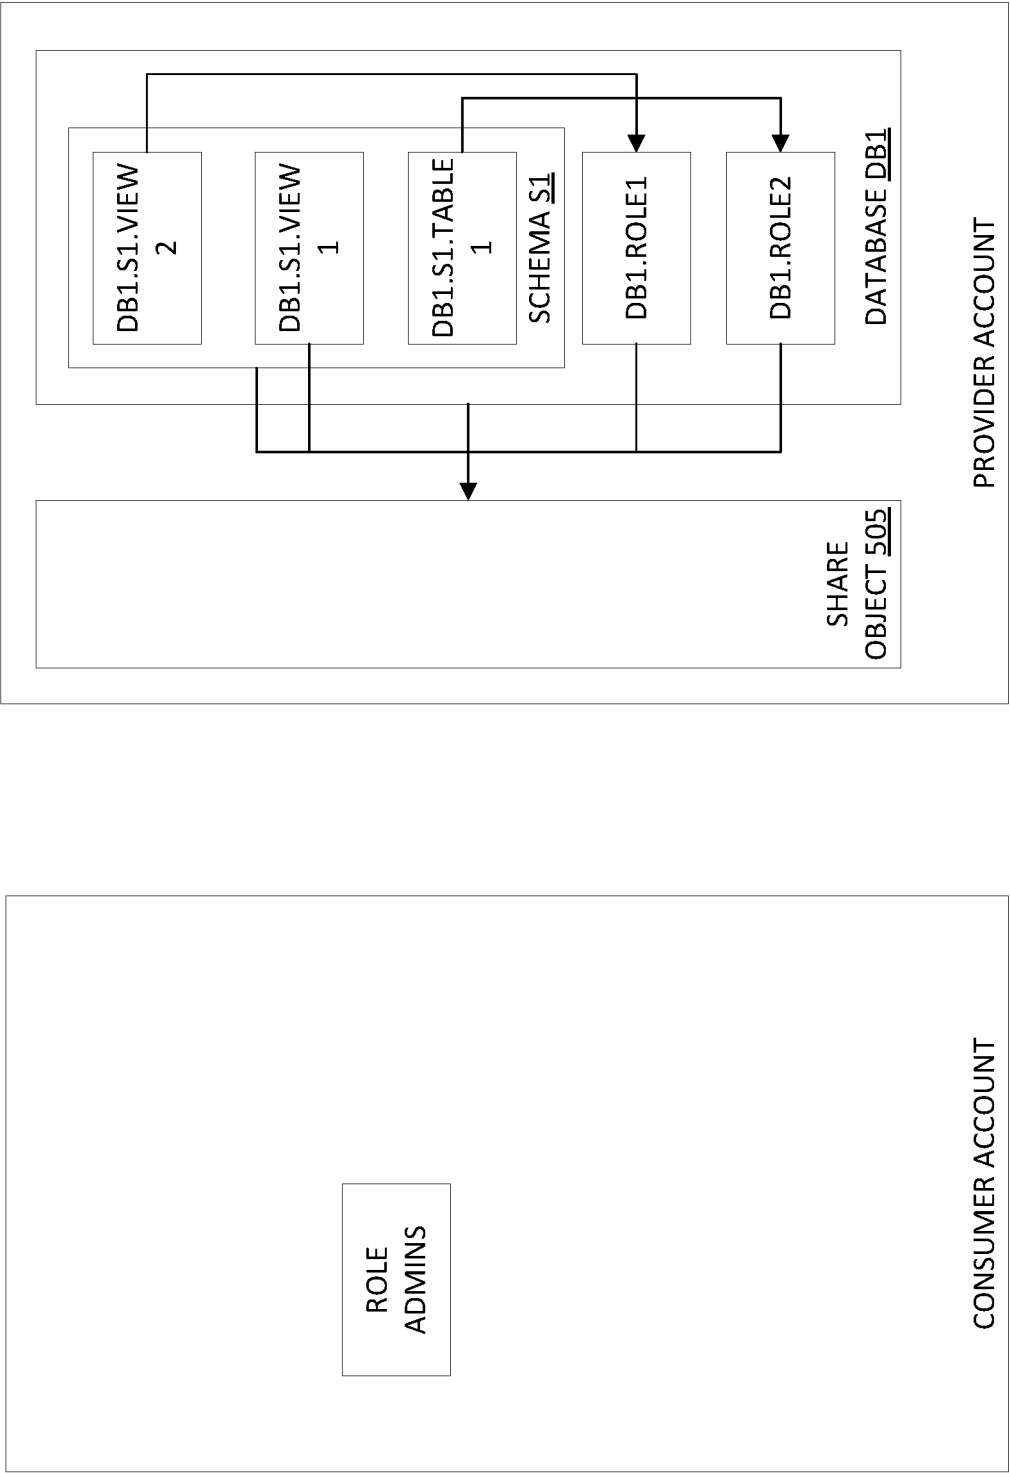 DB1.S1.VIEW
2
DB1.S1.VIEW
1
DB1.S1.TABLE
1
SCHEMA S1
DB1.ROLE1
DB1.ROLE2
DATABASE DB1
SHARE
OBJECT 505
PROVIDER ACCOUNT
ROLE
ADMINS
CONSUMER ACCOUNT